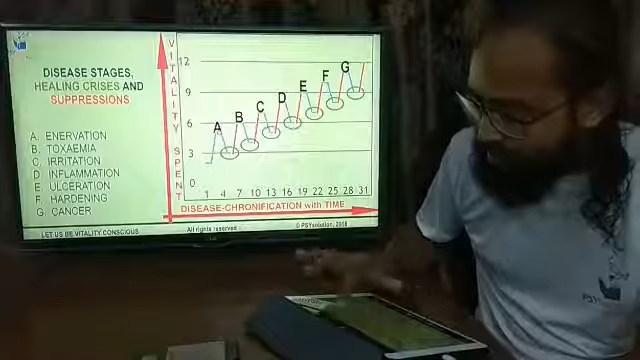 DISEASE STAGES,
HEALING CRISES AND
SUPPRESSIONS
A. ENERVATION
B. TOXAEMIA
C. IRRITATION
D. INFLAMMATION
E. ULCERATION
F. HARDENING
G. CANCER
VITALITY SPENT
12
9
6
3
0
A
B
C
D
E
F
G
1 4 7 10 13 16 19 22 25 28 31
DISEASE-CHRONIFICATION with TIME
LET US BE VITALITY CONSCIOUS
All rights reserved
© PSYsolution, 2018